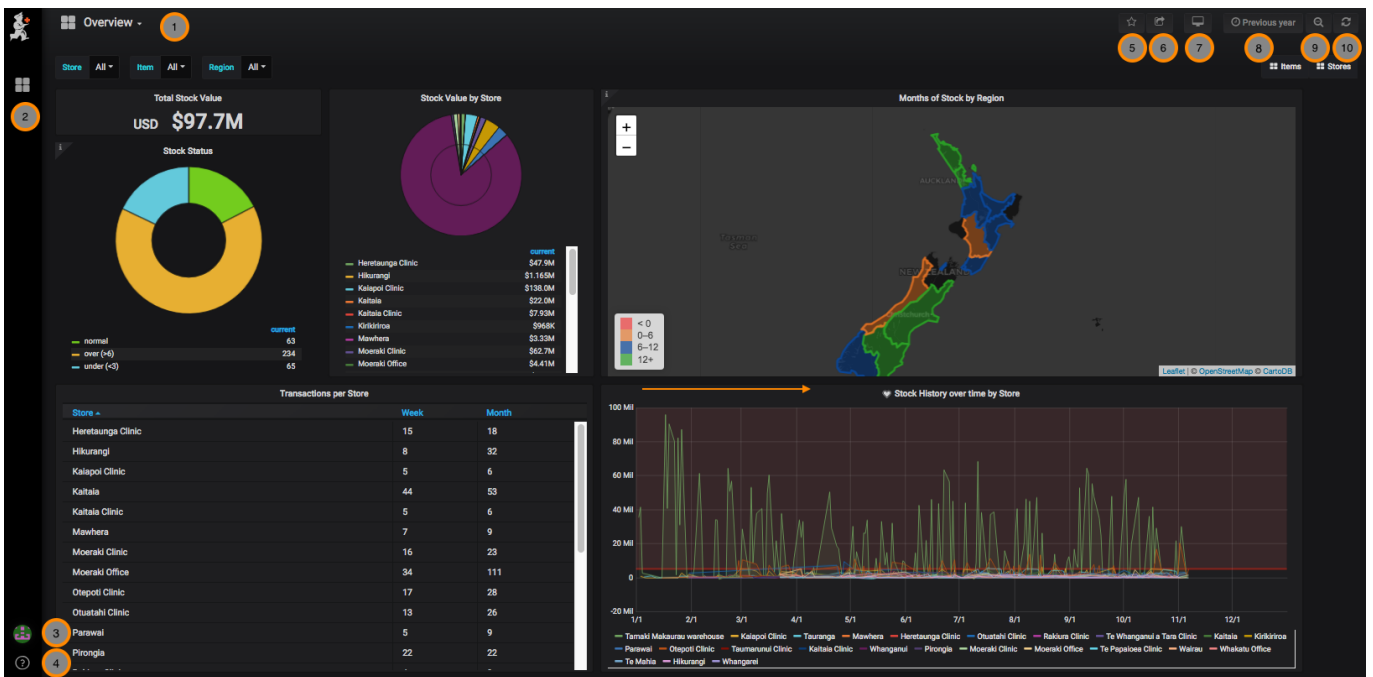 Overview
1
5
6
7
Previous year
8
9
10
Store All Item All Region All
Items Stores
2
Total Stock Value
USD $97.7M
Stock Status
current
normal 63
over (>6) 234
under (<3) 65
Stock Value by Store
current
Heretaunga Clinic $47.9M
Hikurangi $1.165M
Kaiapoi Clinic $138.0M
Kaitaia $22.0M
Kaitaia Clinic $7.93M
Kirikiriroa $968K
Mawhera $3.33M
Moeraki Clinic $62.7M
Moeraki Office $4.41M
i
i
Months of Stock by Region
+
−
AUCKLAND
Tasman
Sea
NEW ZEALAND
< 0
0–6
6–12
12+
Leaflet | © OpenStreetMap © CartoDB
Transactions per Store
Store Week Month
Heretaunga Clinic 15 18
Hikurangi 8 32
Kaiapoi Clinic 5 6
Kaitaia 44 53
Kaitaia Clinic 5 6
Mawhera 7 9
Moeraki Clinic 16 23
Moeraki Office 34 111
Otepoti Clinic 17 28
Otuatahi Clinic 13 26
Parawai 5 9
Pirongia 22 22
3
4
?
Stock History over time by Store
100 Mil
80 Mil
60 Mil
40 Mil
20 Mil
0
-20 Mil
1/1 2/1 3/1 4/1 5/1 6/1 7/1 8/1 9/1 10/1 11/1 12/1
Tamaki Makaurau warehouse Kaiapoi Clinic Tauranga Mawhera Heretaunga Clinic Otuatahi Clinic Rakiura Clinic Te Whanganui a Tara Clinic Kaitaia Kirikiriroa
Parawai Otepoti Clinic Taumarunui Clinic Kaitaia Clinic Whanganui Pirongia Moeraki Clinic Moeraki Office Te Papaioea Clinic Wairau Whakatu Office
Te Mahia Hikurangi Whangarei